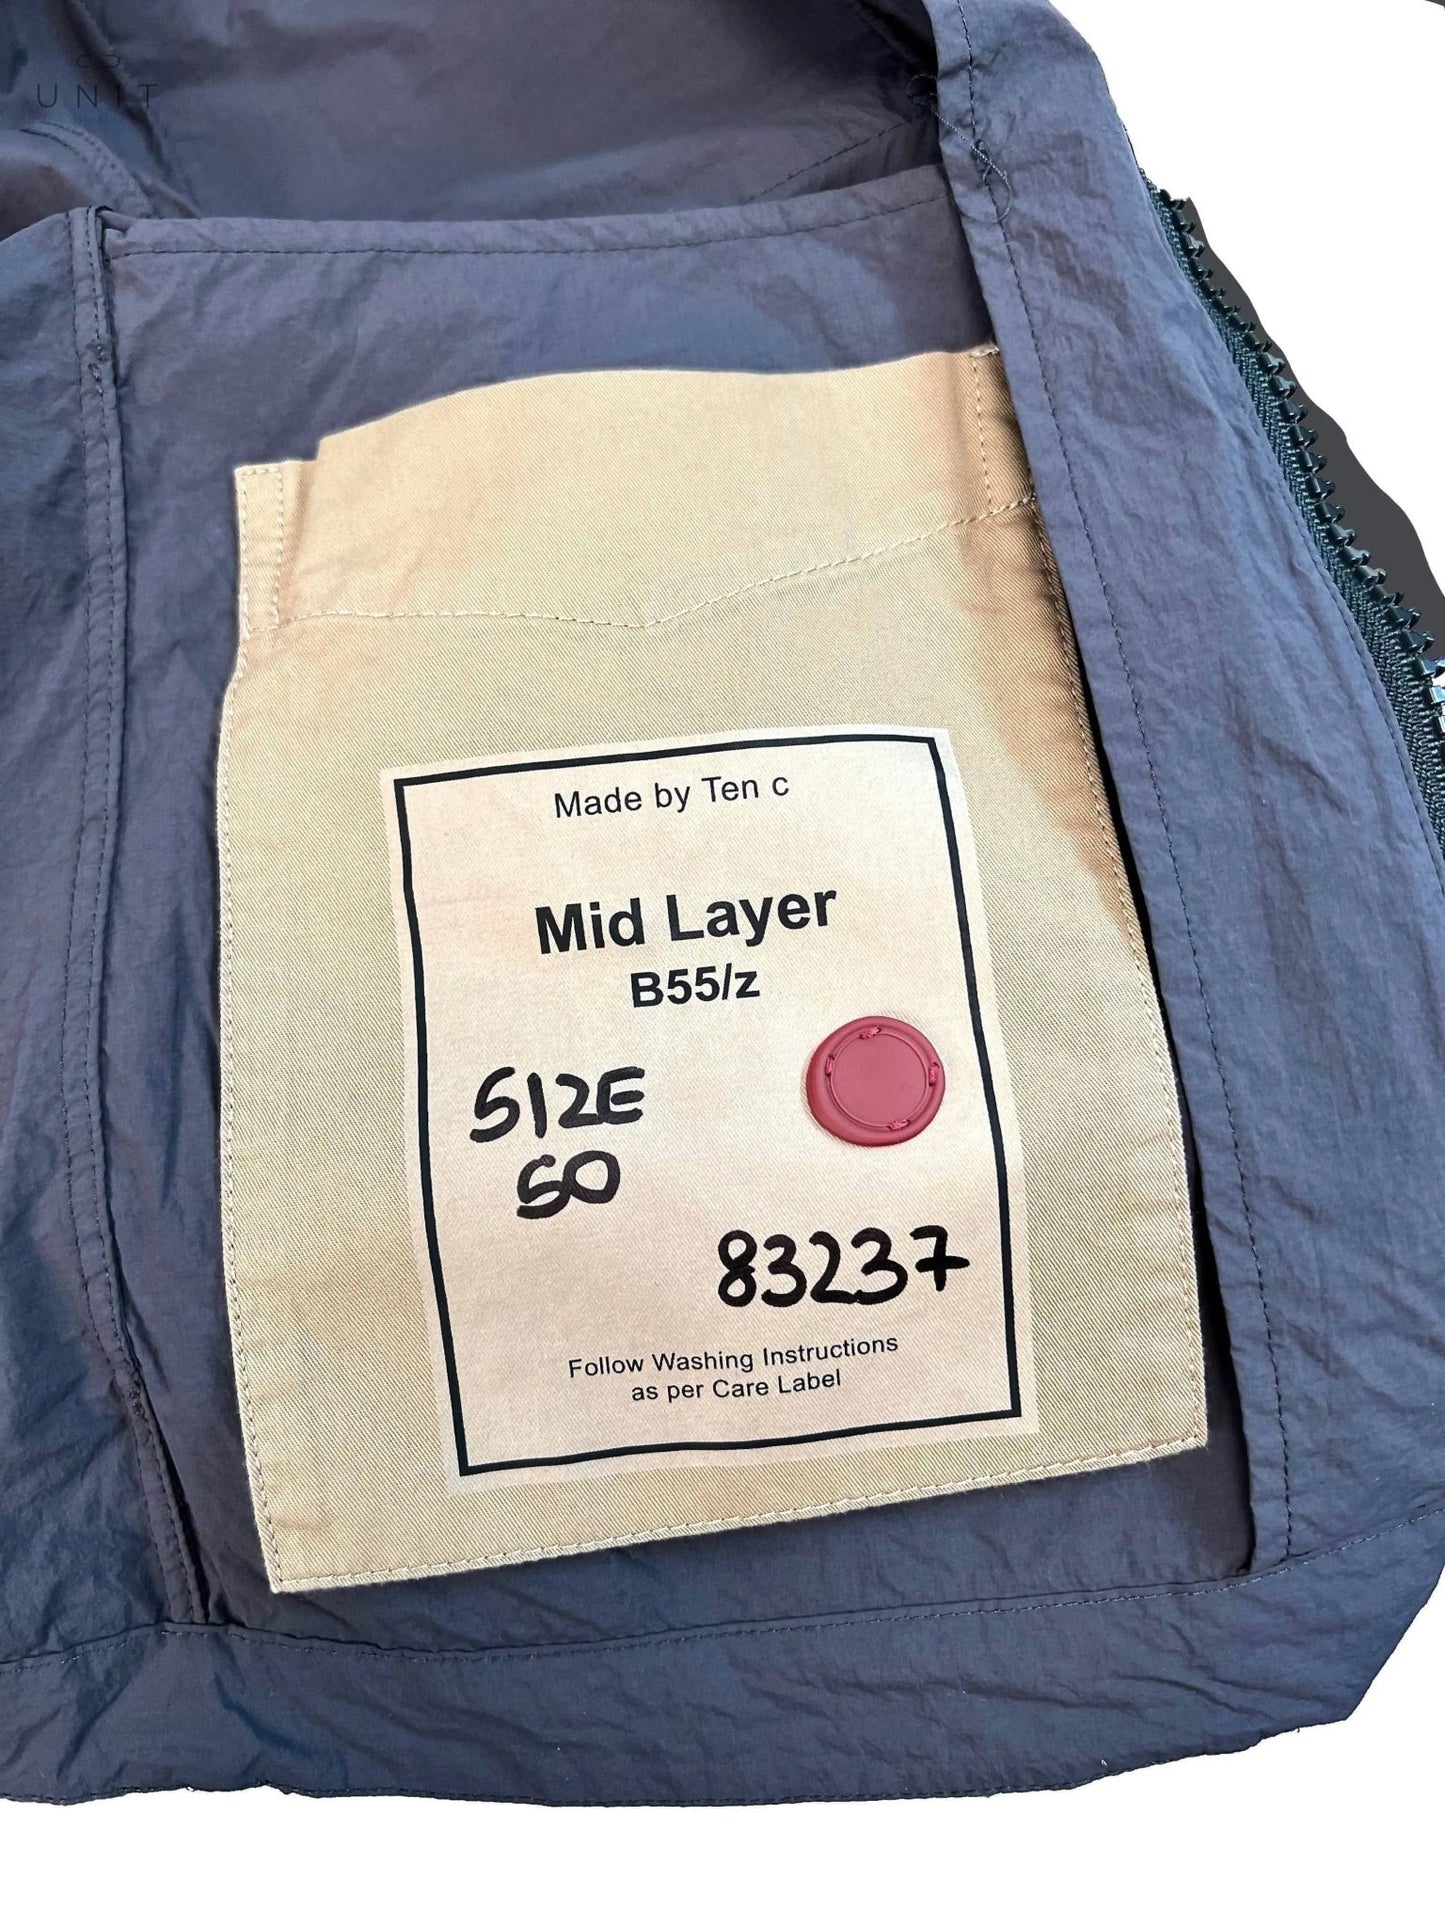 UNIT
Made by Ten c
Mid Layer
B55/z
SIZE
50
83237
Follow Washing Instructions
as per Care Label